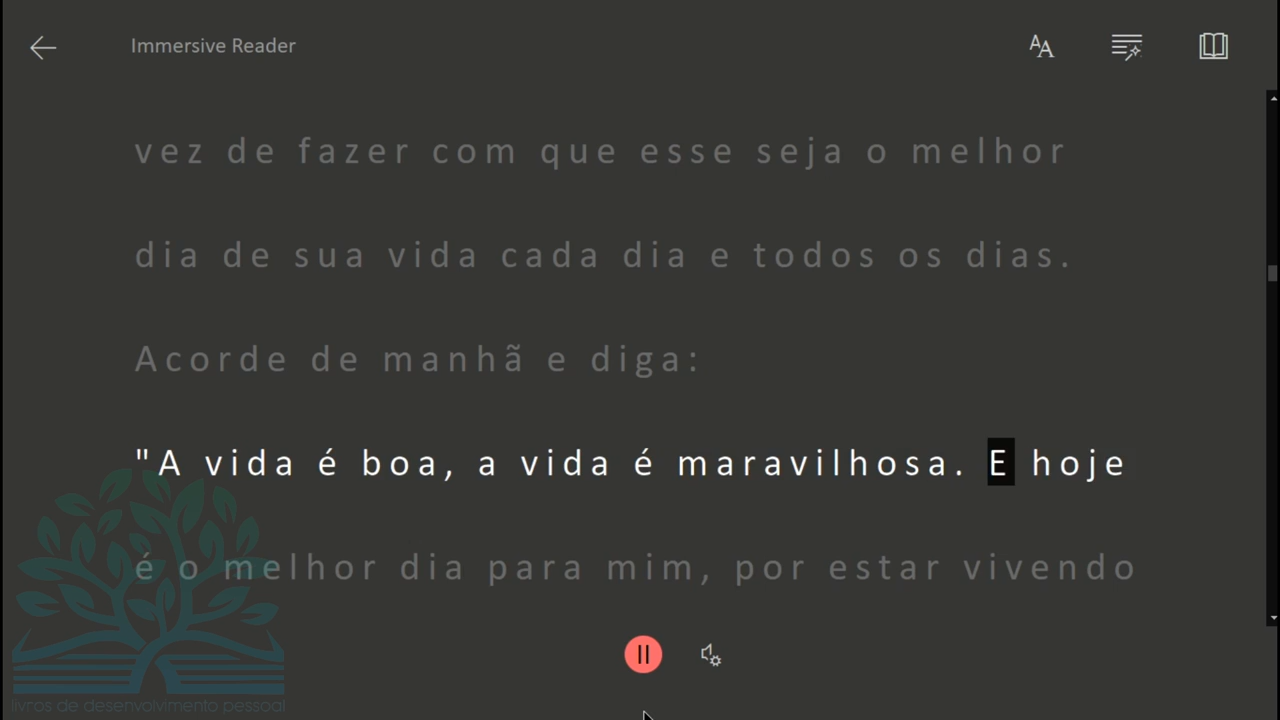 Immersive Reader
vez de fazer com que esse seja o melhor
dia de sua vida cada dia e todos os dias.
Acorde de manhã e diga:
"A vida é boa, a vida é maravilhosa. E hoje
é o melhor dia para mim, por estar vivendo
livros de desenvolvimento pessoal